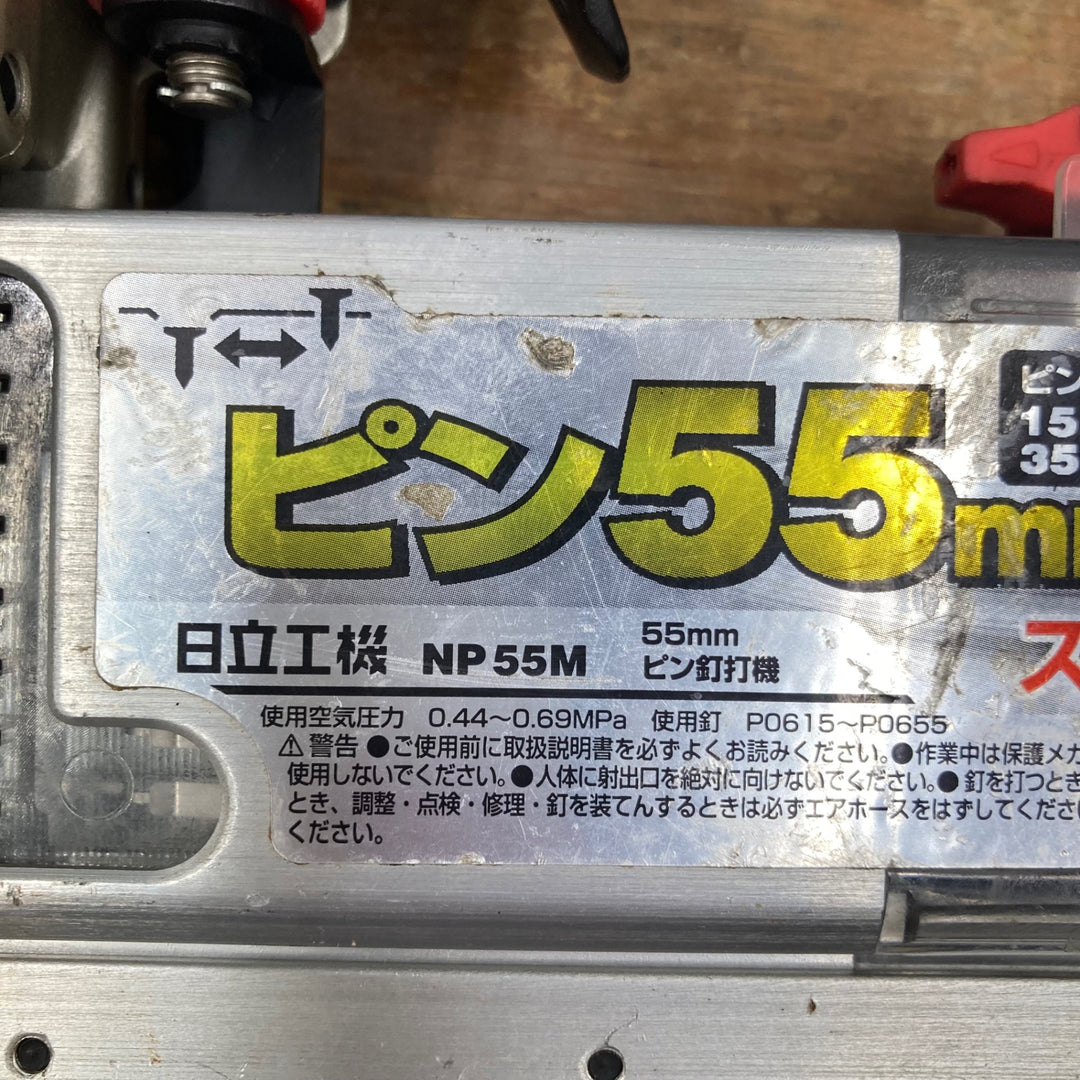 ピン55mm
ピン
15
35
日立工機 NP55M
55mm
ピン釘打機
ス
使用空気圧力 0.44～0.69MPa 使用釘 P0615～P0655
⚠警告 ●ご使用前に取扱説明書を必ずよくお読みください。●作業中は保護メガ
使用しないでください。●人体に射出口を絶対に向けないでください。●釘を打つとき
とき、調整・点検・修理・釘を装てんするときは必ずエアホースをはずしてくださ
ください。